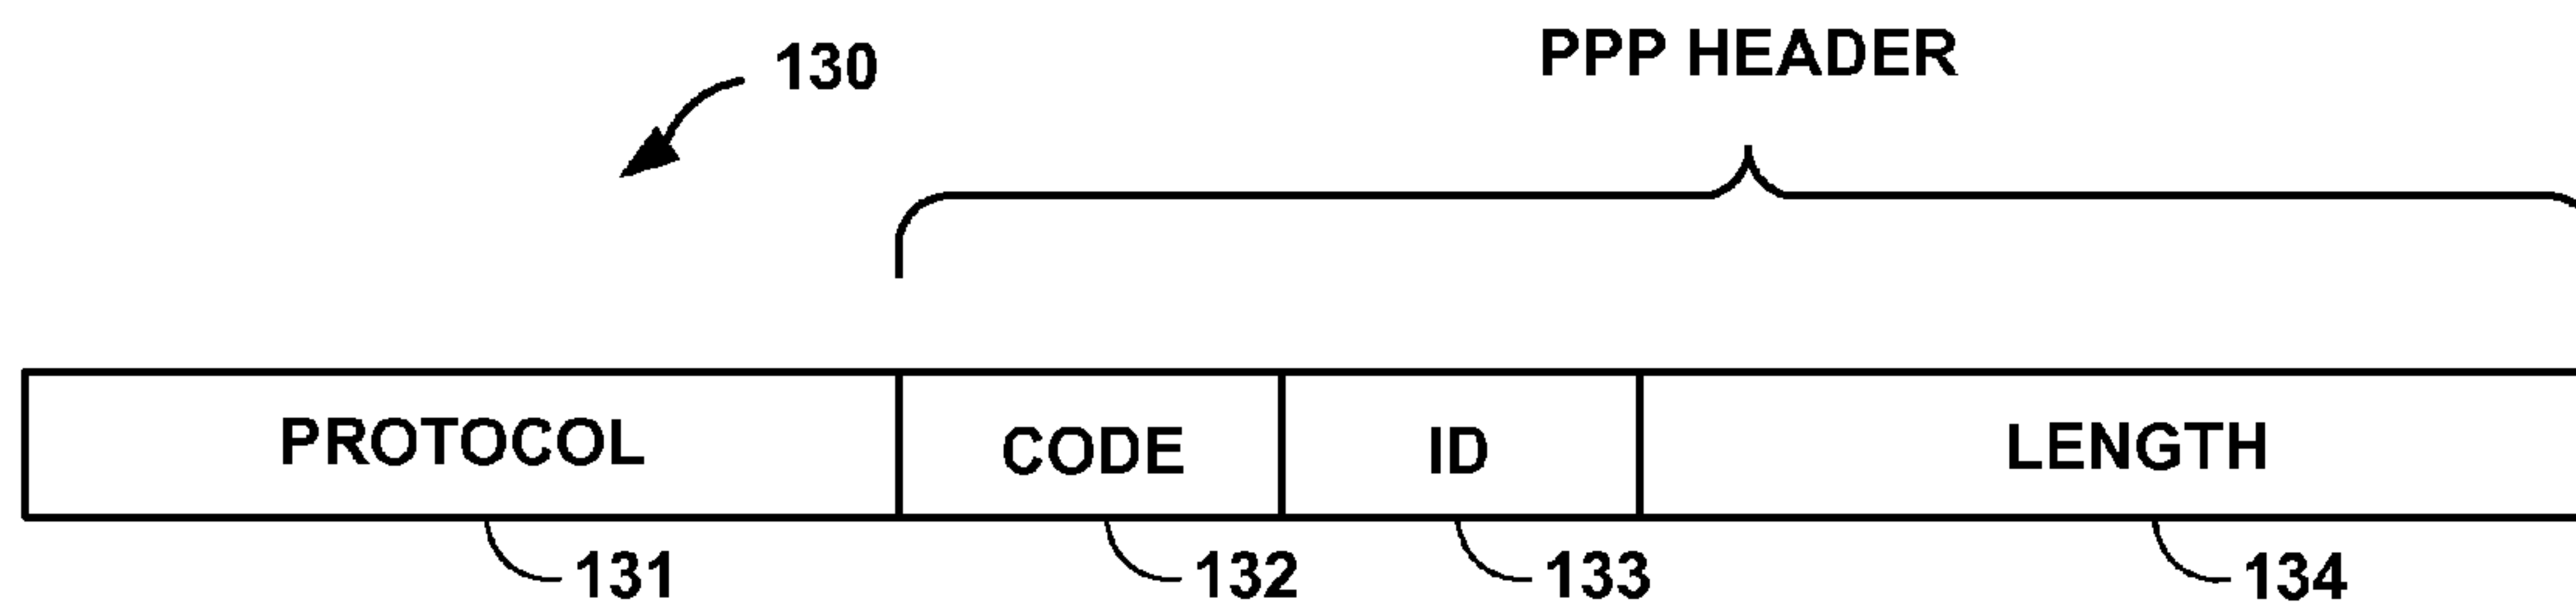 130
PPP HEADER
PROTOCOL CODE ID LENGTH
131 132 133 134